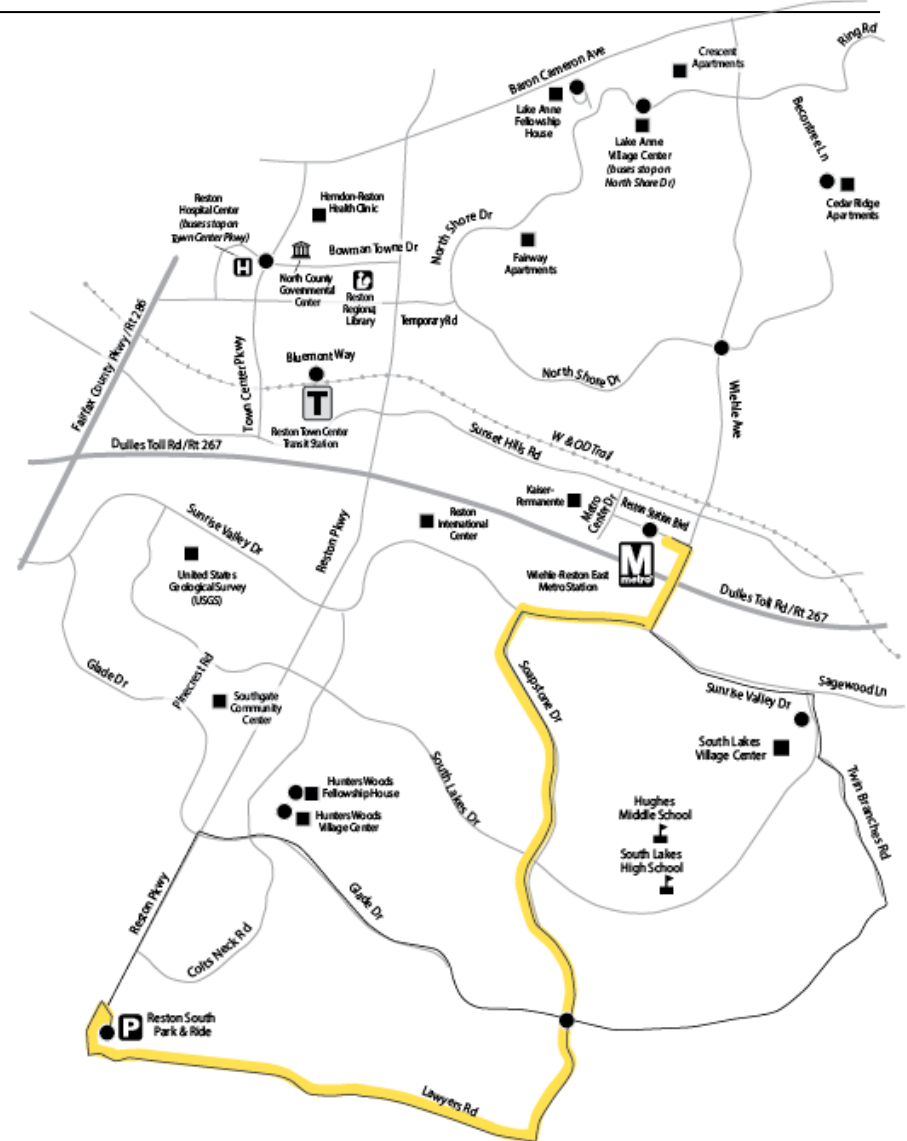 Baron Cameron Ave
Crescent
Apartments
Ring Rd
Lake Anne
Fellowship
House
Lake Anne
Village Center
(buses stop on
North Shore Dr)
Becontree Ln
Cedar Ridge
Apartments
Reston
Hospital Center
(buses stop on
Town Center Pkwy)
Herndon-Reston
Health Clinic
North Shore Dr
Fairway
Apartments
H
Bowman Towne Dr
North County
Governmental
Center
Reston
Regional
Library
Temporary Rd
Fairfax County Pkwy/Rt 286
Town Center Pkwy
Bluemont Way
T
Reston Town Center
Transit Station
North Shore Dr
Wiehle Ave
Dulles Toll Rd/Rt 267
Sunset Hills Rd
W & OD Trail
Kaiser-
Permanente
Metro
Center Dr
Reston Station Blvd
Reston
International
Center
Reston Pkwy
Sunrise Valley Dr
M
metro
Wiehle-Reston East
Metro Station
Dulles Toll Rd/Rt 267
United States
Geological Survey
(USGS)
Glade Dr
Pinecrest Rd
Southgate
Community
Center
Soapstone Dr
Sagewood Ln
Sunrise Valley Dr
South Lakes
Village Center
South Lakes Dr
Twin Branches Rd
Hunters Woods
Fellowship House
Hunters Woods
Village Center
Hughes
Middle School
South Lakes
High School
Reston Pkwy
Glade Dr
Colts Neck Rd
P
Reston South
Park & Ride
Lawyers Rd